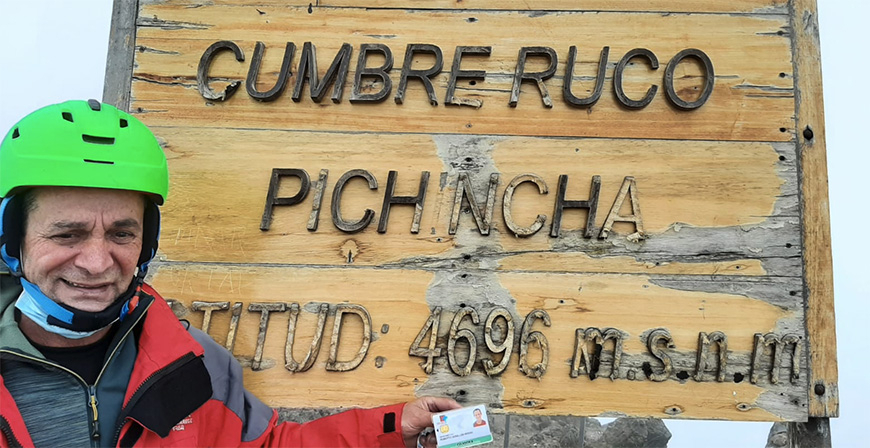 CUMBRE RUCO
PICHINCHA
TITUD: 4696 m.s.n m